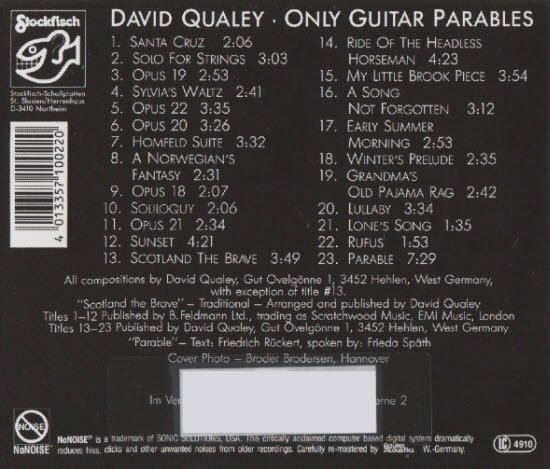 Stockfisch
DAVID QUALEY · ONLY GUITAR PARABLES
Stockfisch-Schallplatten
St. Blasien/Herrenhaus
D-3410 Northeim
4 013357 100220
1. SANTA CRUZ 2:06
2. SOLO FOR STRINGS 3:03
3. OPUS 19 2:53
4. SYLVIA'S WALTZ 2:41
5. OPUS 22 3:35
6. OPUS 20 3:26
7. HOMFELD SUITE 3:32
8. A NORWEGIAN'S
FANTASY 2:31
9. OPUS 18 2:07
10. SOLILOQUY 2:06
11. OPUS 21 2:34
12. SUNSET 4:21
13. SCOTLAND THE BRAVE 3:49
14. RIDE OF THE HEADLESS
HORSEMAN 4:23
15. MY LITTLE BROOK PIECE 3:54
16. A SONG
NOT FORGOTTEN 3:12
17. EARLY SUMMER
MORNING 2:53
18. WINTER'S PRELUDE 2:35
19. GRANDMA'S
OLD PAJAMA RAG 2:42
20. LULLABY 3:34
21. LONE'S SONG 1:35
22. RUFUS 1:53
23. PARABLE 7:29
All compositions by David Qualey, Gut Ovelgönne 1, 3452 Hehlen, West Germany,
with exception of title #13.
"Scotland the Brave" – Traditional – Arranged and published by David Qualey
Titles 1–12 Published by B.Feldmann Ltd., trading as Scratchwood Music, EMI Music, London
Titles 13–23 Published by David Qualey, Gut Ovelgönne 1, 3452 Hehlen, West Germany
"Parable" – Text: Friedrich Rückert, spoken by: Frieda Späth
Cover Photo – Broder Brodersen, Hannover
Im Ver
erne 2
NOISE
NoNOISE®
NoNOISE® is a trademark of SONIC SOLUTIONS, USA. This critically acclaimed computer based digital system dramatically
reduces hiss, clicks and other unwanted noises from older recordings. Carefully re-mastered by W.-Germany.
LC 4910